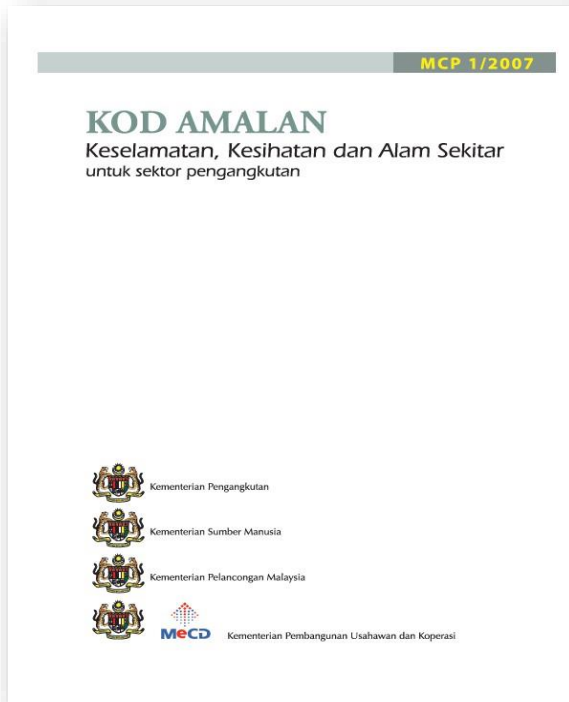 MCP 1/2007
KOD AMALAN
Keselamatan, Kesihatan dan Alam Sekitar
untuk sektor pengangkutan
Kementerian Pengangkutan
Kementerian Sumber Manusia
Kementerian Pelancongan Malaysia
MeCD
Kementerian Pembangunan Usahawan dan Koperasi